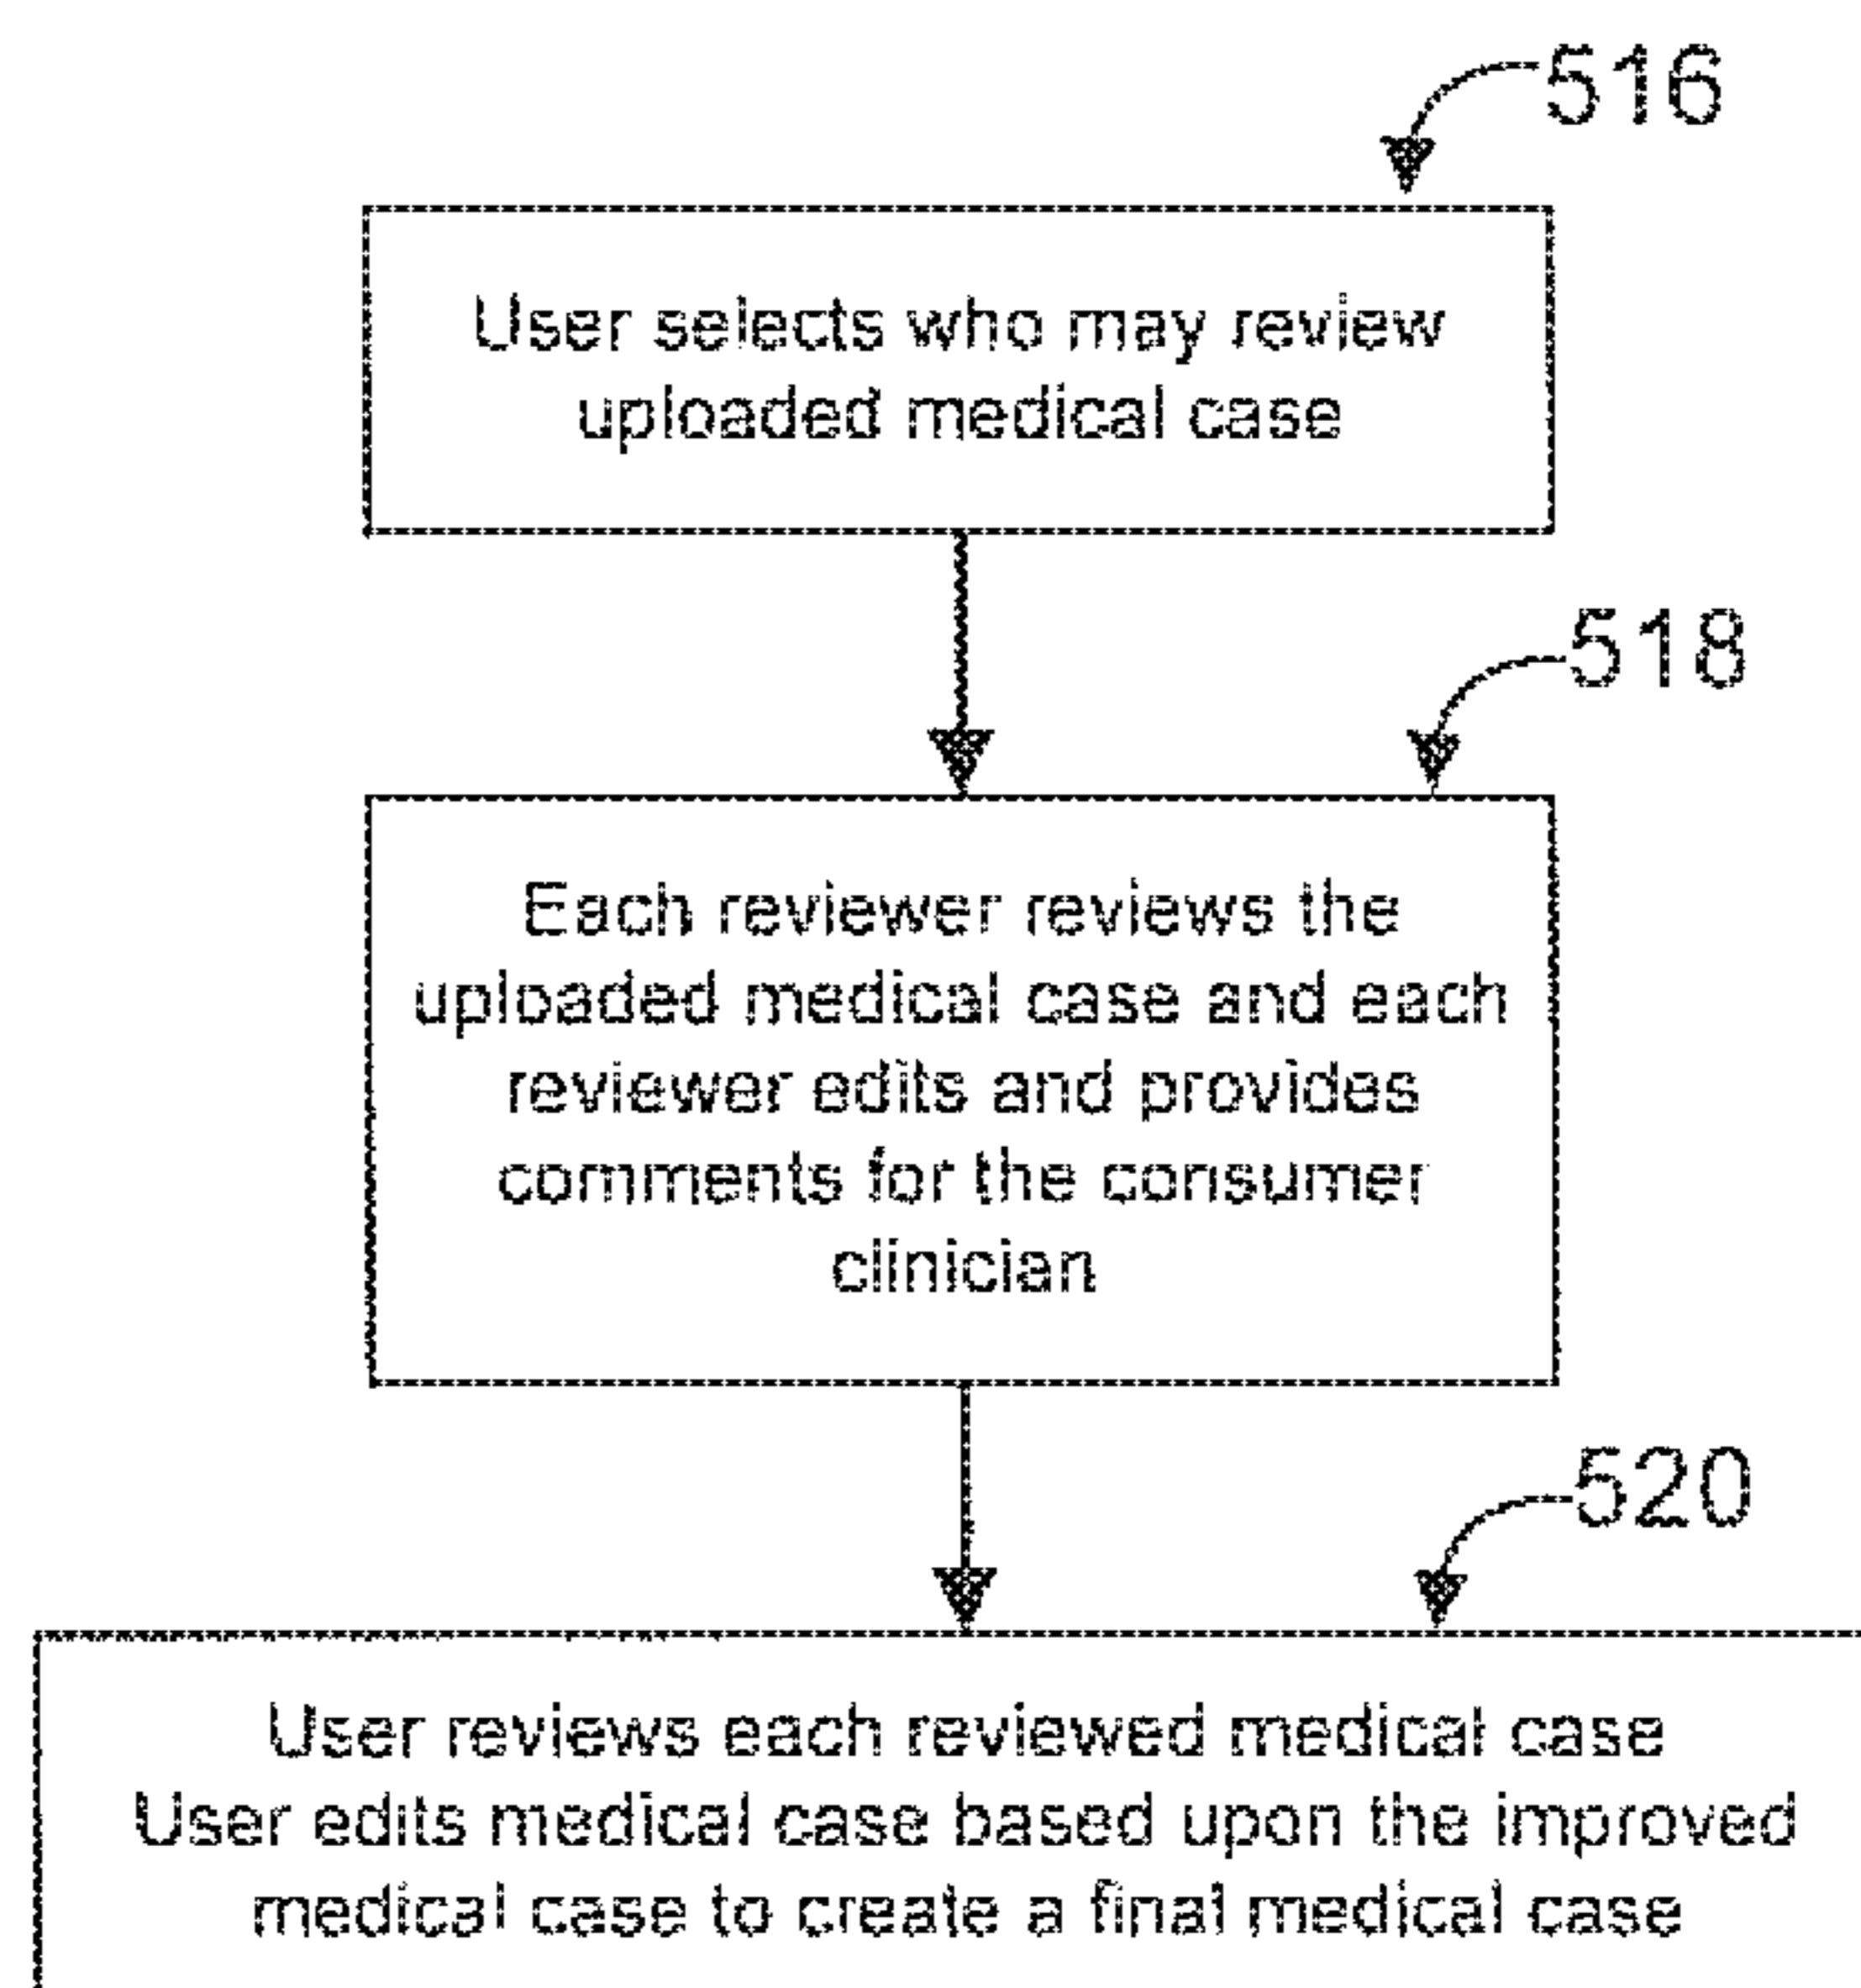 516
User selects who may review
uploaded medical case
518
Each reviewer reviews the
uploaded medical case and each
reviewer edits and provides
comments for the consumer
clinician
520
User reviews each reviewed medical case
User edits medical case based upon the improved
medical case to create a final medical case